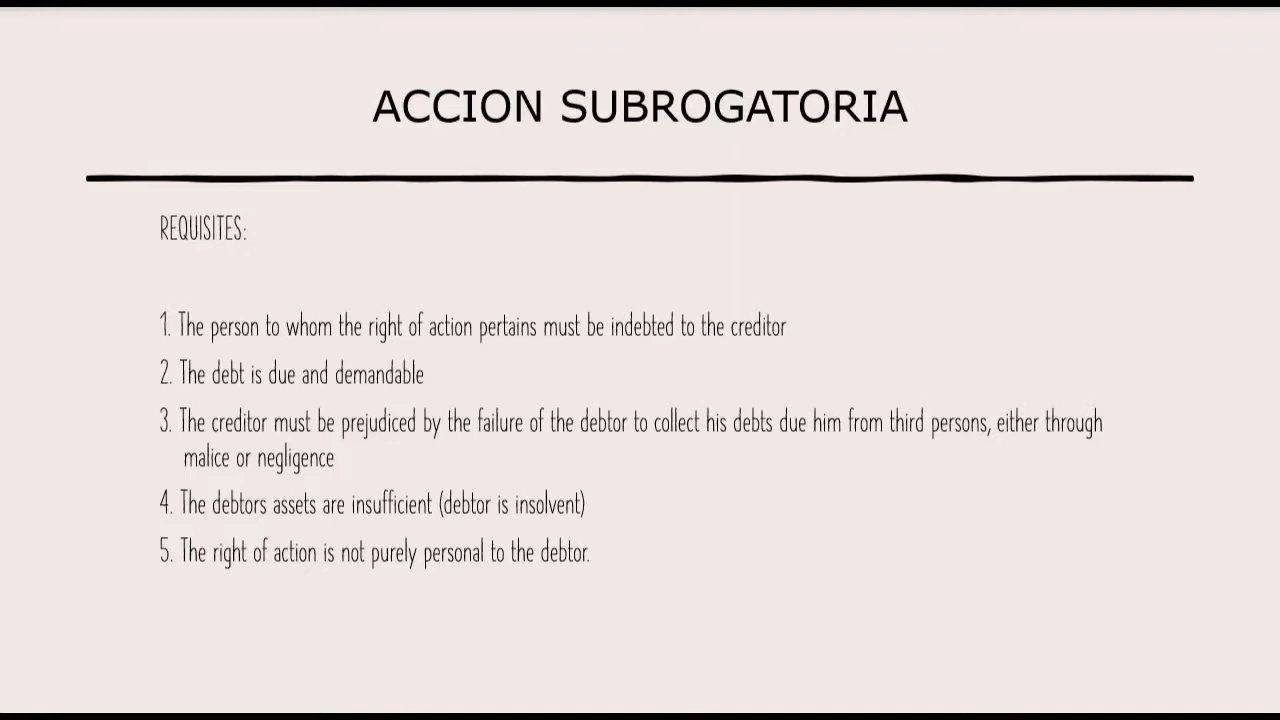 ACCION SUBROGATORIA
REQUISITES:
1. The person to whom the right of action pertains must be indebted to the creditor
2. The debt is due and demandable
3. The creditor must be prejudiced by the failure of the debtor to collect his debts due him from third persons, either through
malice or negligence
4. The debtors assets are insufficient (debtor is insolvent)
5. The right of action is not purely personal to the debtor.